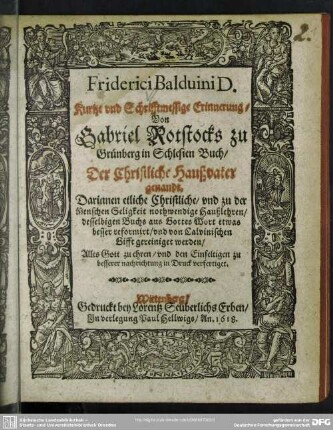 2.
Friderici Balduini D.
Kurtze vnd Schrifftmessige Erinnerung/
Von
Gabriel Rotstocks zu
Grünberg in Schlesien Buch/
Der Christliche Haußvater
genandt,
Darinnen etliche Christliche/ vnd zu der
Menschen Seligkeit nothwendige Haußlehren/
desselbigen Buchs aus Gottes Wort etwas
besser reformirt/ vnd von Calvinischen
Gifft gereiniget werden/
Alles Gott zu ehren/ vnd den Einfeltigen zu
besserer nachrichtung in Druck verfertiget.
Wittenberg/
Gedruckt bey Lorentz Seuberlichs Erben/
In verlegung Paul Hellwigs/ An. 1618.